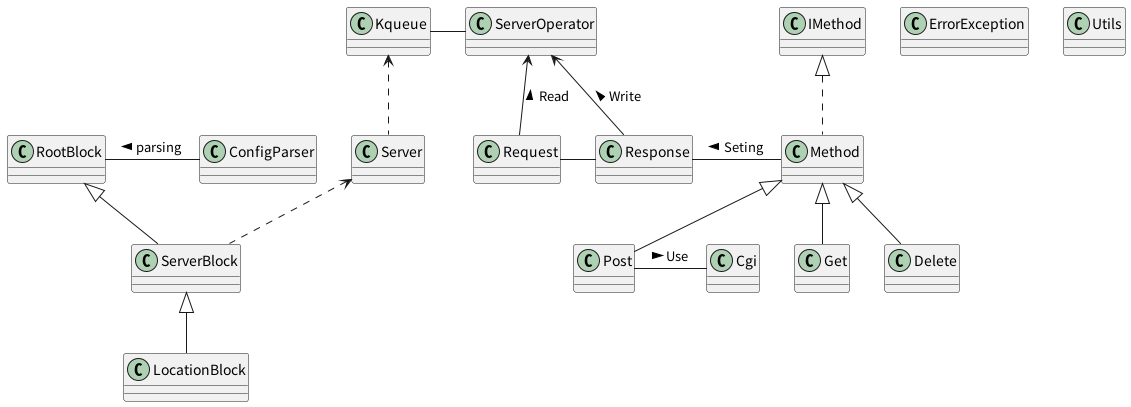 C Kqueue
C ServerOperator
C IMethod
C ErrorException
C Utils
Read
Write
C RootBlock
parsing
C ConfigParser
C Server
C Request
C Response
Seting
C Method
C ServerBlock
C Post
Use
C Cgi
C Get
C Delete
C LocationBlock